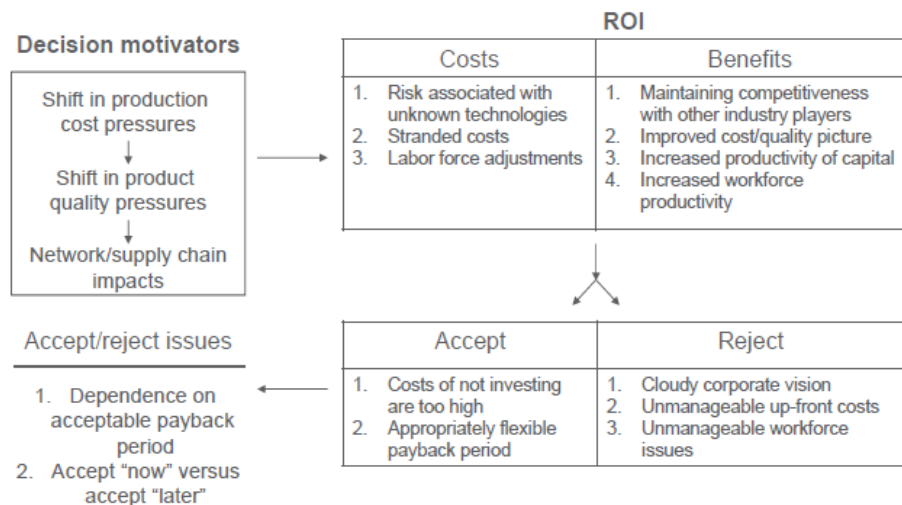 ROI
Decision motivators
Shift in production
cost pressures
Shift in product
quality pressures
Network/supply chain
impacts
Costs
1. Risk associated with
unknown technologies
2. Stranded costs
3. Labor force adjustments
Benefits
1. Maintaining competitiveness
with other industry players
2. Improved cost/quality picture
3. Increased productivity of capital
4. Increased workforce
productivity
Accept/reject issues
1. Dependence on
acceptable payback
period
2. Accept “now” versus
accept “later”
Accept
1. Costs of not investing
are too high
2. Appropriately flexible
payback period
Reject
1. Cloudy corporate vision
2. Unmanageable up-front costs
3. Unmanageable workforce
issues